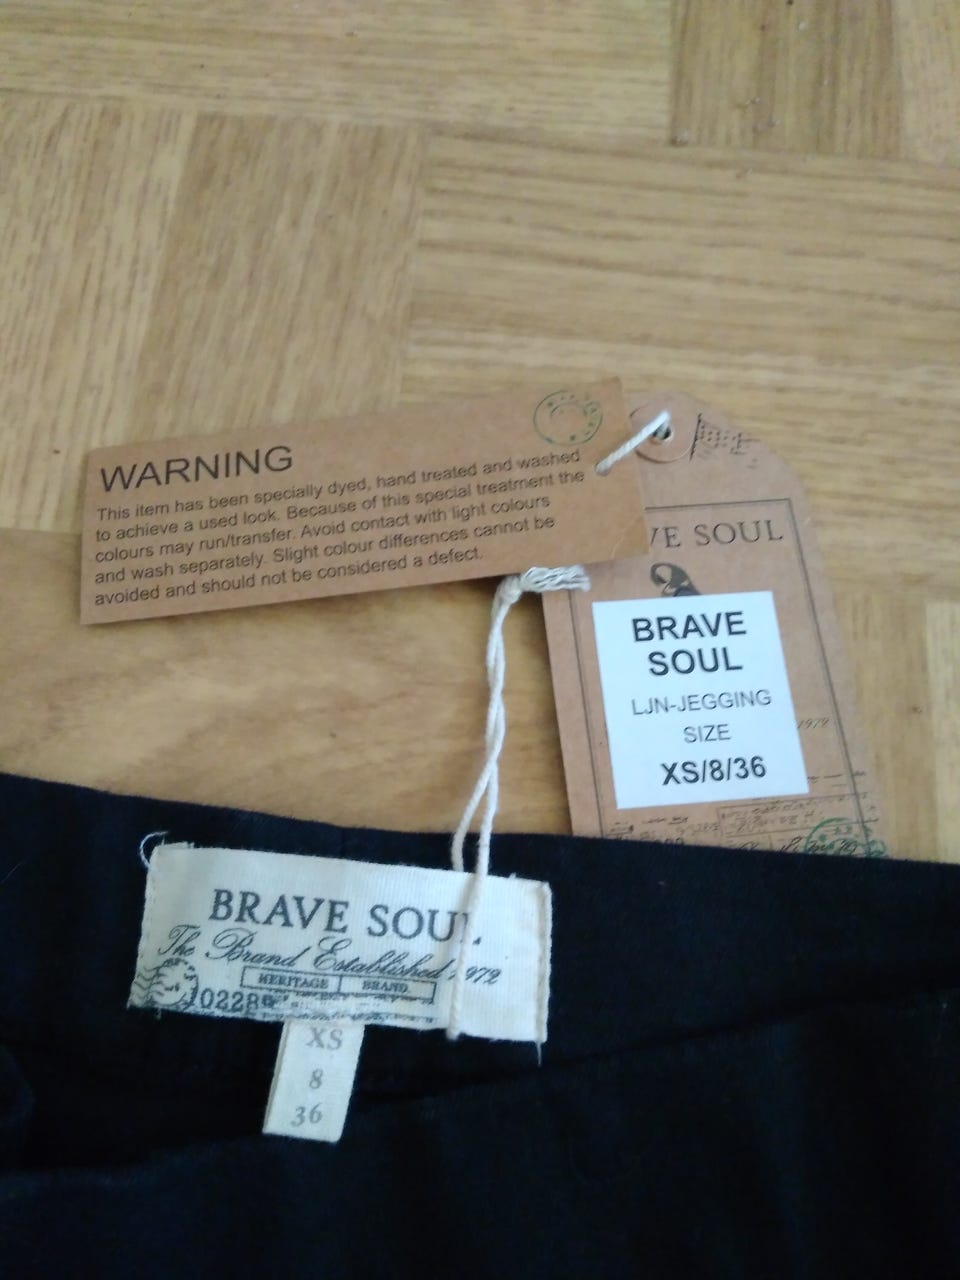 WARNING
This item has been specially dyed, hand treated and washed
to achieve a used look. Because of this special treatment the
colours may run/transfer. Avoid contact with light colours
and wash separately. Slight colour differences cannot be
avoided and should not be considered a defect.
VE SOUL
BRAVE
SOUL
LJN-JEGGING
SIZE
XS/8/36
1972
BRAVE SOUL
The Brand Established 1972
HERITAGE BRAND
XS
8
36